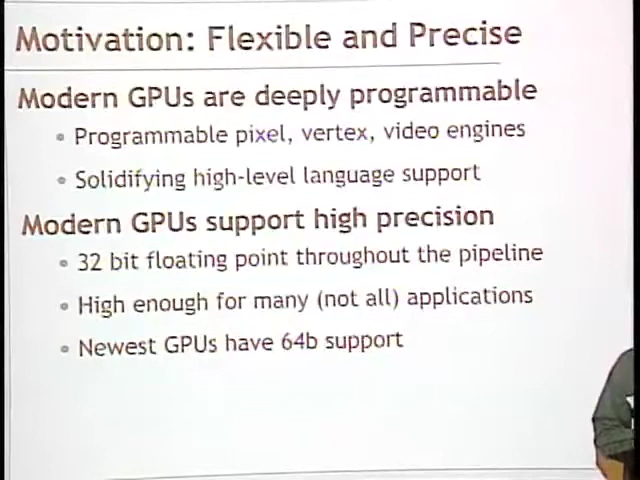 Motivation: Flexible and Precise
Modern GPUs are deeply programmable
Programmable pixel, vertex, video engines
Solidifying high-level language support
Modern GPUs support high precision
32 bit floating point throughout the pipeline
High enough for many (not all) applications
Newest GPUs have 64b support